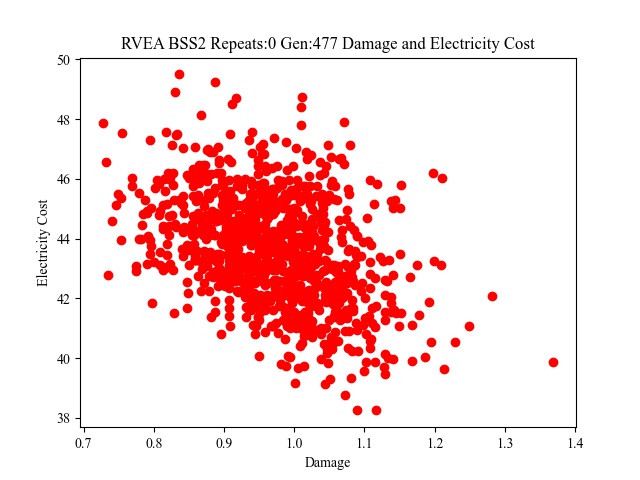 RVEA BSS2 Repeats:0 Gen:477 Damage and Electricity Cost
50
48
46
44
42
40
38
Electricity Cost
0.7 0.8 0.9 1.0 1.1 1.2 1.3 1.4
Damage